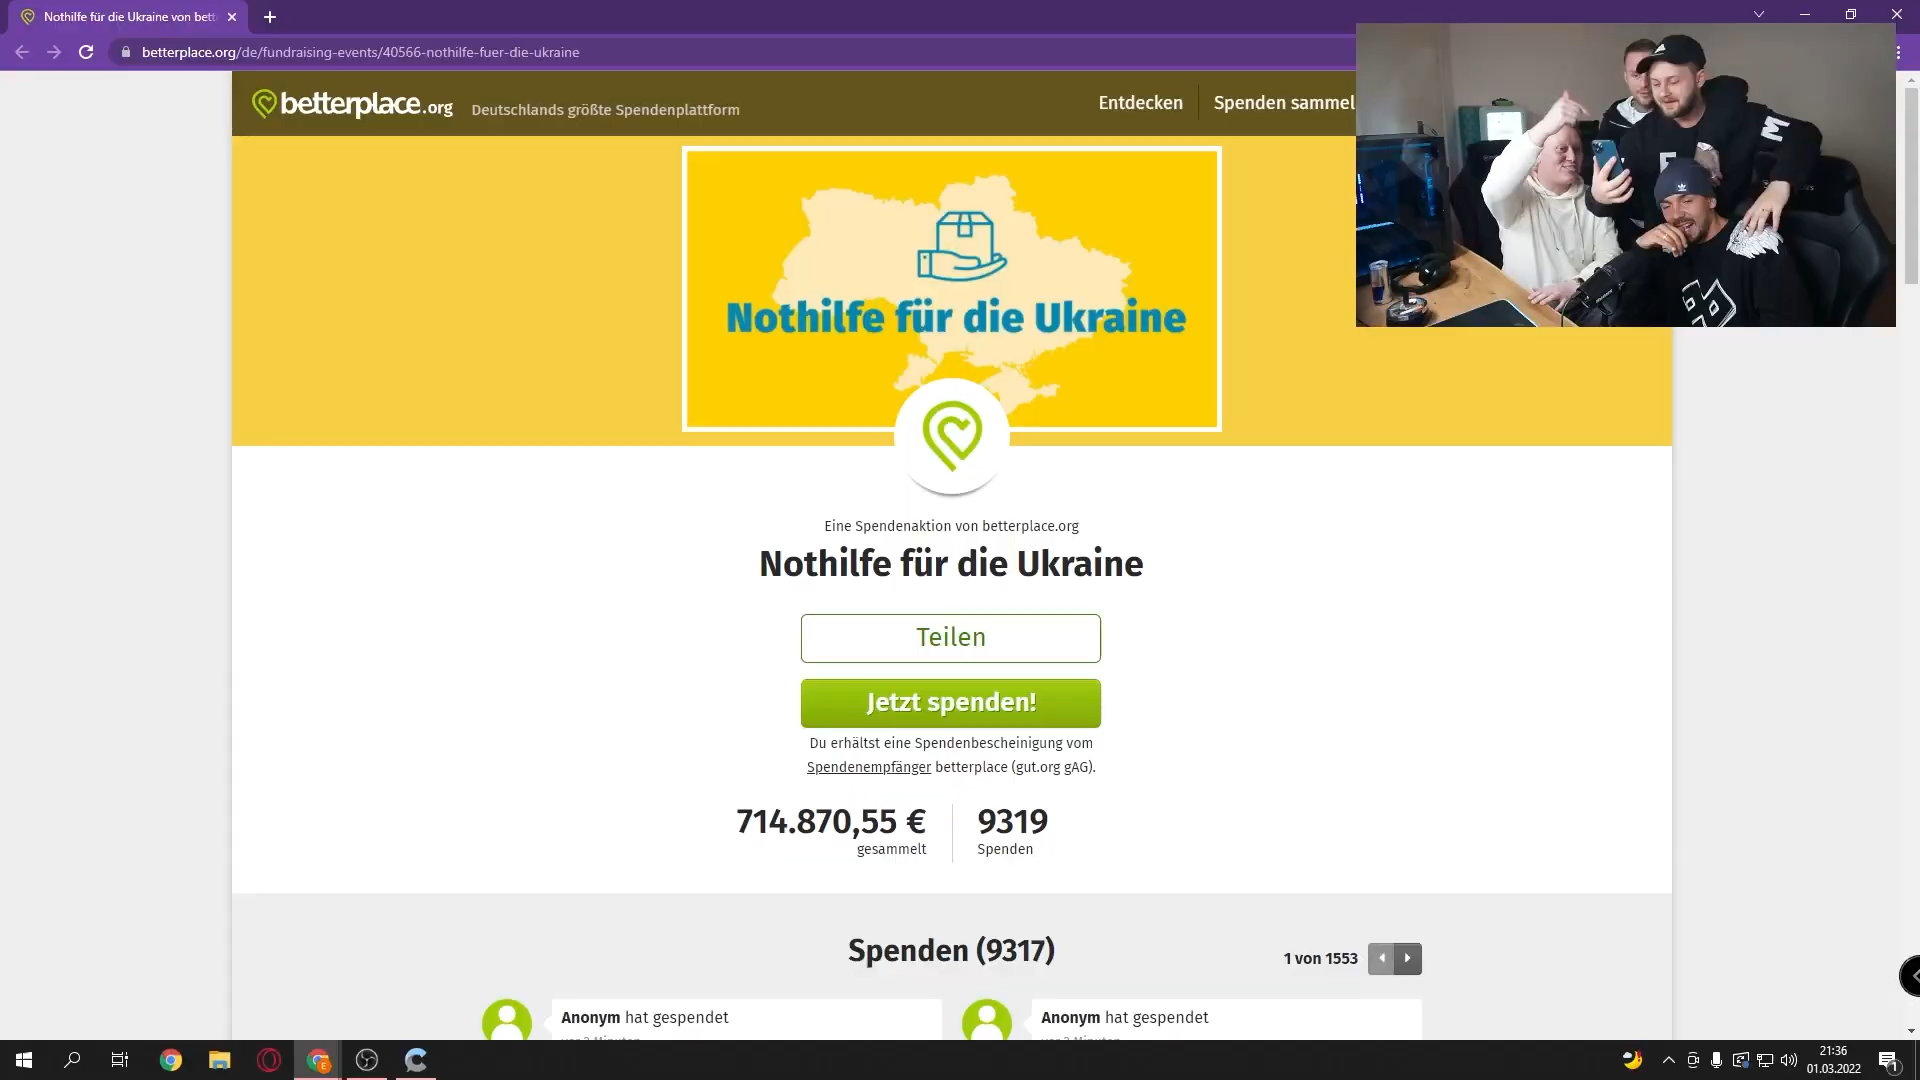 Nothilfe für die Ukraine von bett
betterplace.org/de/fundraising-events/40566-nothilfe-fuer-die-ukraine
betterplace.org
Deutschlands größte Spendenplattform
Entdecken
Spenden sammel
Nothilfe für die Ukraine
Eine Spendenaktion von betterplace.org
Nothilfe für die Ukraine
Teilen
Jetzt spenden!
Du erhältst eine Spendenbescheinigung vom
Spendenempfänger betterplace (gut.org gAG).
714.870,55 €
gesammelt
9319
Spenden
Spenden (9317)
1 von 1553
Anonym hat gespendet
Anonym hat gespendet
21:36
01.03.2022